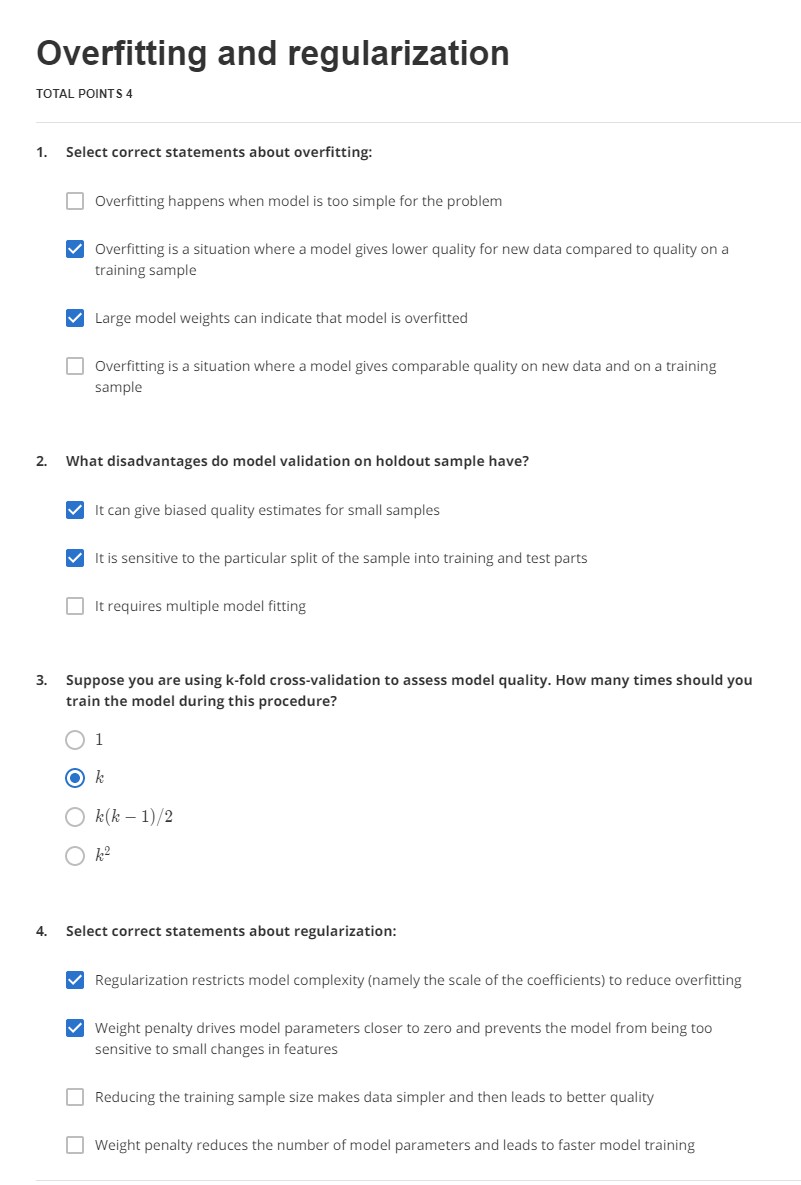 Overfitting and regularization
TOTAL POINTS 4
1. Select correct statements about overfitting:
Overfitting happens when model is too simple for the problem
Overfitting is a situation where a model gives lower quality for new data compared to quality on a
training sample
Large model weights can indicate that model is overfitted
Overfitting is a situation where a model gives comparable quality on new data and on a training
sample
2. What disadvantages do model validation on holdout sample have?
It can give biased quality estimates for small samples
It is sensitive to the particular split of the sample into training and test parts
It requires multiple model fitting
3. Suppose you are using k-fold cross-validation to assess model quality. How many times should you
train the model during this procedure?
1
k
k(k − 1)/2
k²
4. Select correct statements about regularization:
Regularization restricts model complexity (namely the scale of the coefficients) to reduce overfitting
Weight penalty drives model parameters closer to zero and prevents the model from being too
sensitive to small changes in features
Reducing the training sample size makes data simpler and then leads to better quality
Weight penalty reduces the number of model parameters and leads to faster model training